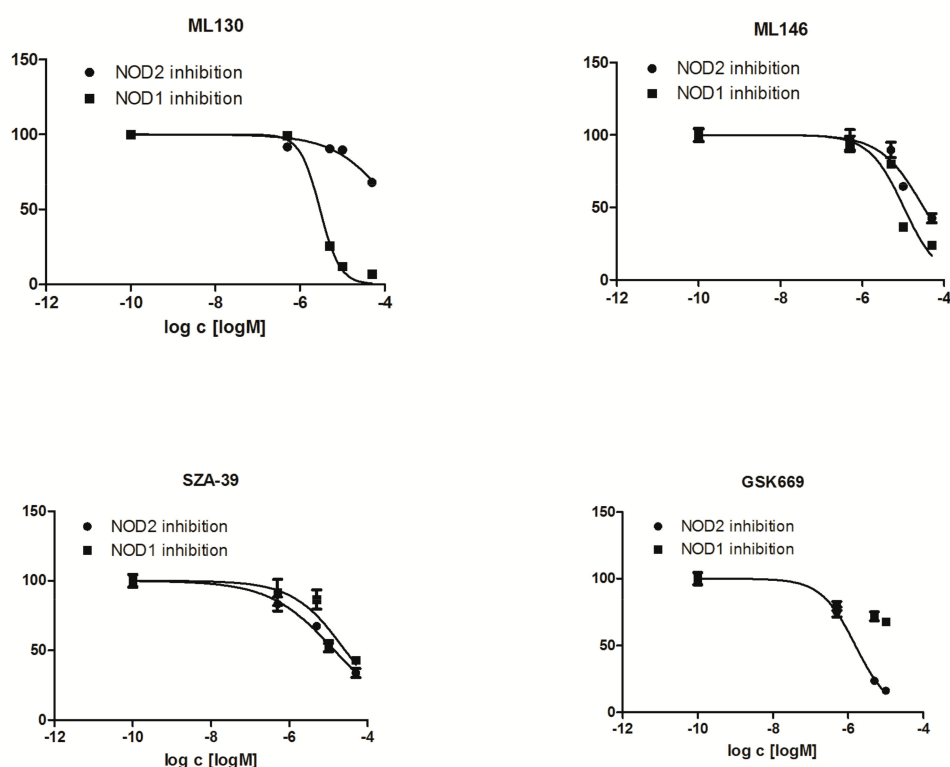 ML130
150
NOD2 inhibition
NOD1 inhibition
100
50
0
-12
-10
-8
-6
-4
log c [logM]
ML146
150
NOD2 inhibition
NOD1 inhibition
100
50
0
-12
-10
-8
-6
-4
SZA-39
150
NOD2 inhibition
NOD1 inhibition
100
50
0
-12
-10
-8
-6
-4
log c [logM]
GSK669
150
NOD2 inhibition
NOD1 inhibition
100
50
0
-12
-10
-8
-6
-4
log c [logM]